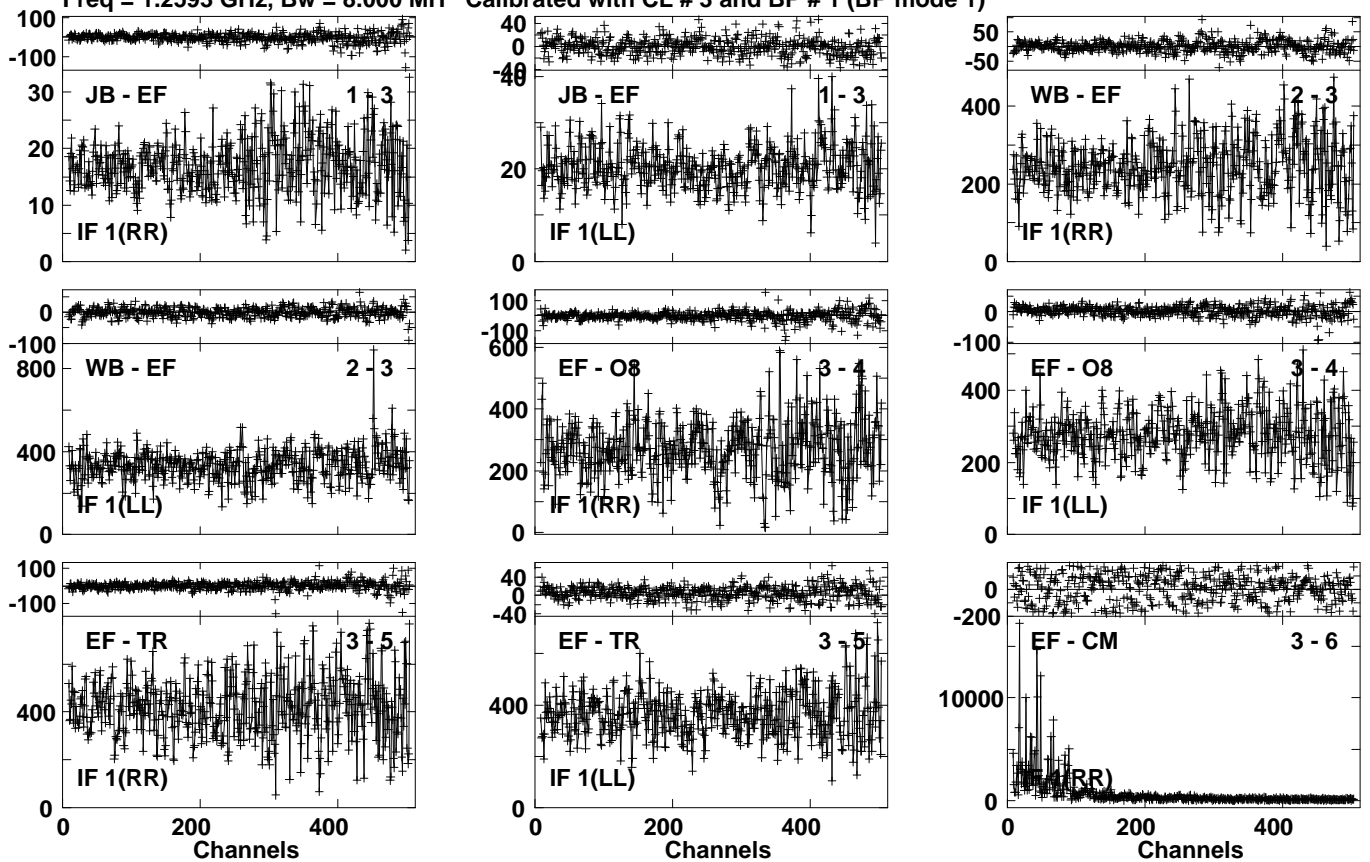 Freq = 1.2593 GHz, Bw = 8.000 MH Calibrated with CL # 3 and BP # 1 (BP mode 1)
100
-100
30
20
10
0
JB - EF 1 - 3
IF 1(RR)
40
0
-40
40
20
0
JB - EF 1 - 3
IF 1(LL)
50
-50
400
200
0
WB - EF 2 - 3
IF 1(RR)
0
-100
800
400
0
WB - EF 2 - 3
IF 1(LL)
100
-100
600
400
200
0
EF - O8 3 - 4
IF 1(RR)
0
-100
400
200
0
EF - O8 3 - 4
IF 1(LL)
100
-100
400
0
EF - TR 3 - 5
IF 1(RR)
0 200 400
Channels
40
0
-40
400
0
EF - TR 3 - 5
IF 1(LL)
0 200 400
Channels
0
-200
10000
0
EF - CM 3 - 6
IF 1(RR)
0 200 400
Channels